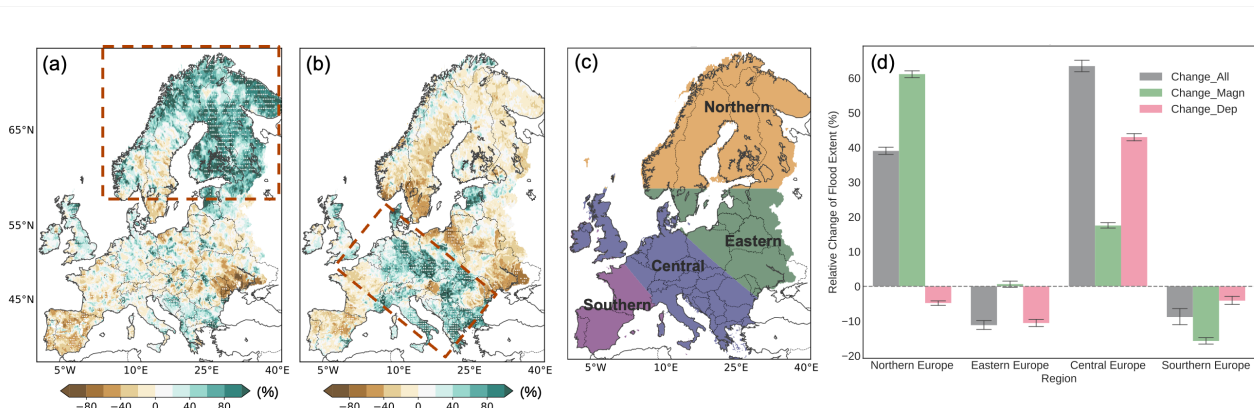 (a)
65°N
55°N
45°N
5°W 10°E 25°E 40°E
−80 −40 0 40 80 (%)
(b)
5°W 10°E 25°E 40°E
−80 −40 0 40 80 (%)
(c)
Northern
Eastern
Central
Southern
5°W 10°E 25°E 40°E
(d)
Relative Change of Flood Extent (%)
60
50
40
30
20
10
0
−10
−20
Change_All
Change_Magn
Change_Dep
Northern Europe Eastern Europe Central Europe Sourthern Europe
Region